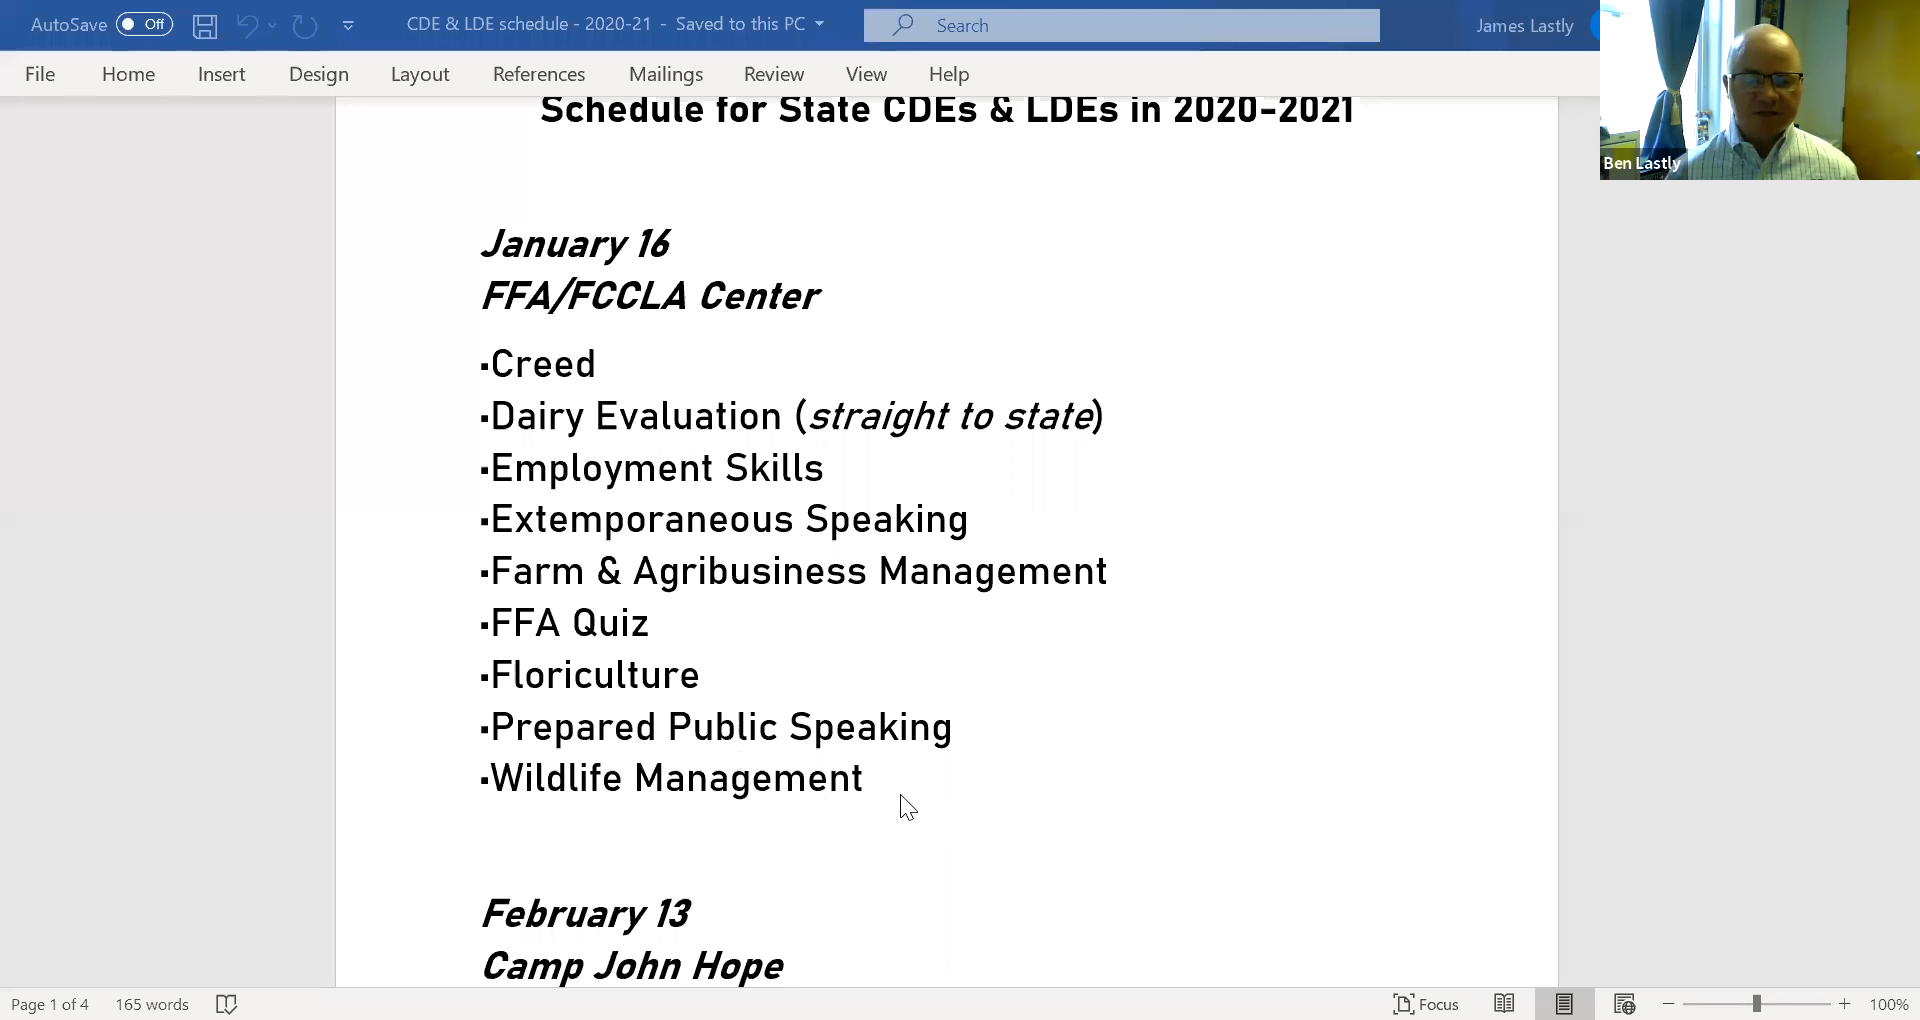 AutoSave Off CDE & LDE schedule - 2020-21 - Saved to this PC Search James Lastly
File Home Insert Design Layout References Mailings Review View Help
Ben Lastly
Schedule for State CDEs & LDEs in 2020-2021
January 16
FFA/FCCLA Center
▪Creed
▪Dairy Evaluation (straight to state)
▪Employment Skills
▪Extemporaneous Speaking
▪Farm & Agribusiness Management
▪FFA Quiz
▪Floriculture
▪Prepared Public Speaking
▪Wildlife Management
February 13
Camp John Hope
Page 1 of 4 165 words Focus 100%